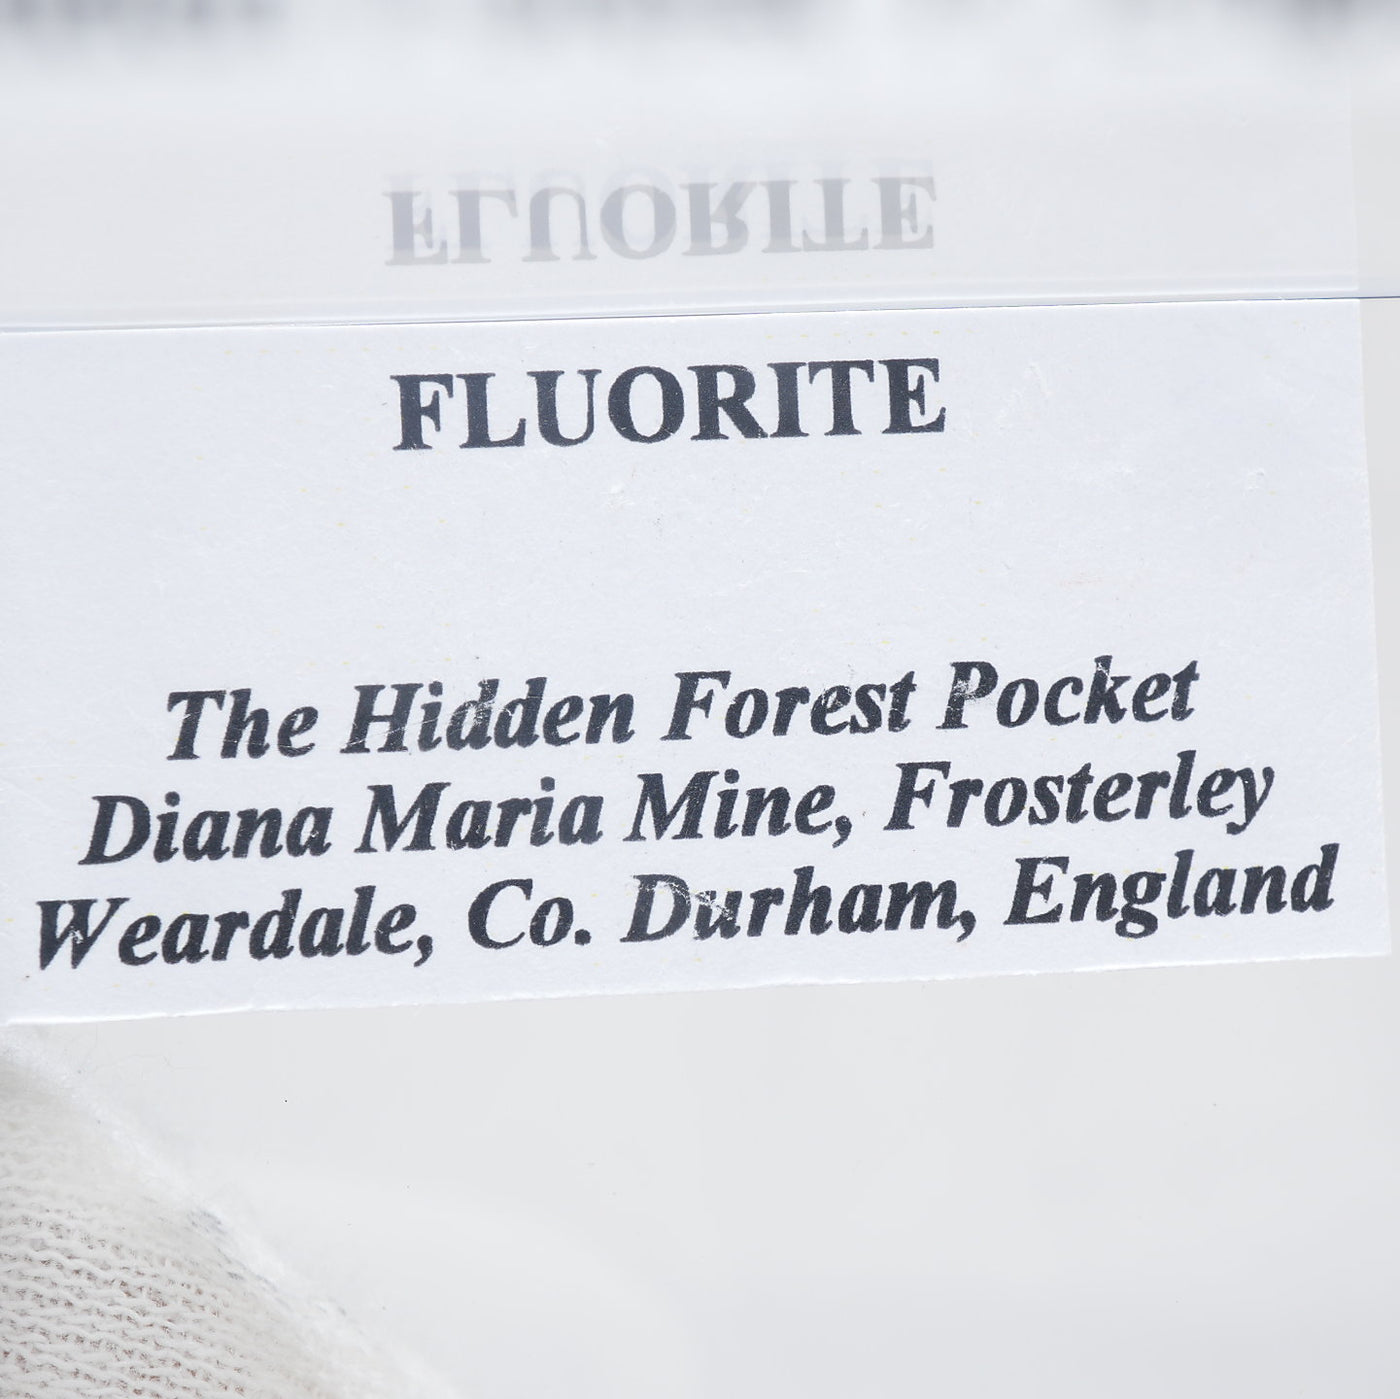 FLUORITE
FLUORITE
The Hidden Forest Pocket
Diana Maria Mine, Frosterley
Weardale, Co. Durham, England